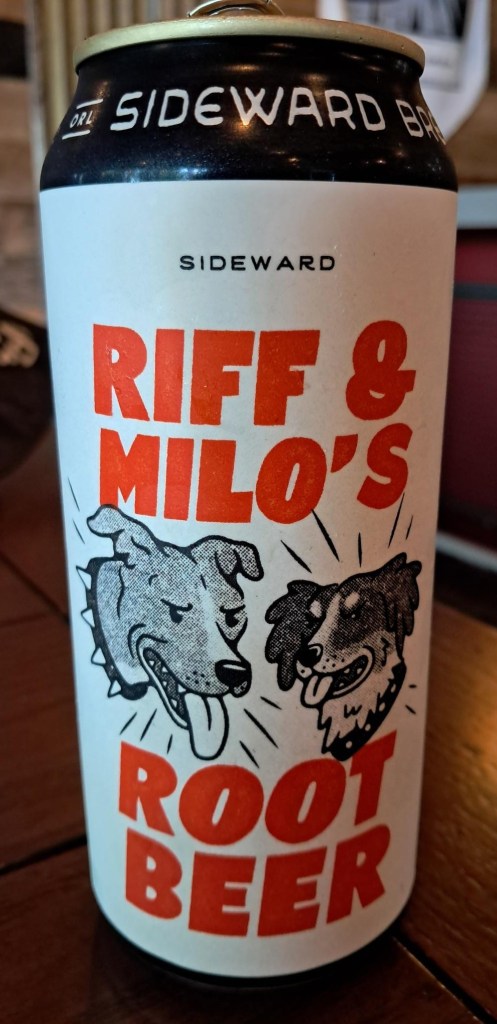 ORL SIDEWARD
SIDEWARD
RIFF &
MILO'S
ROOT
BEER